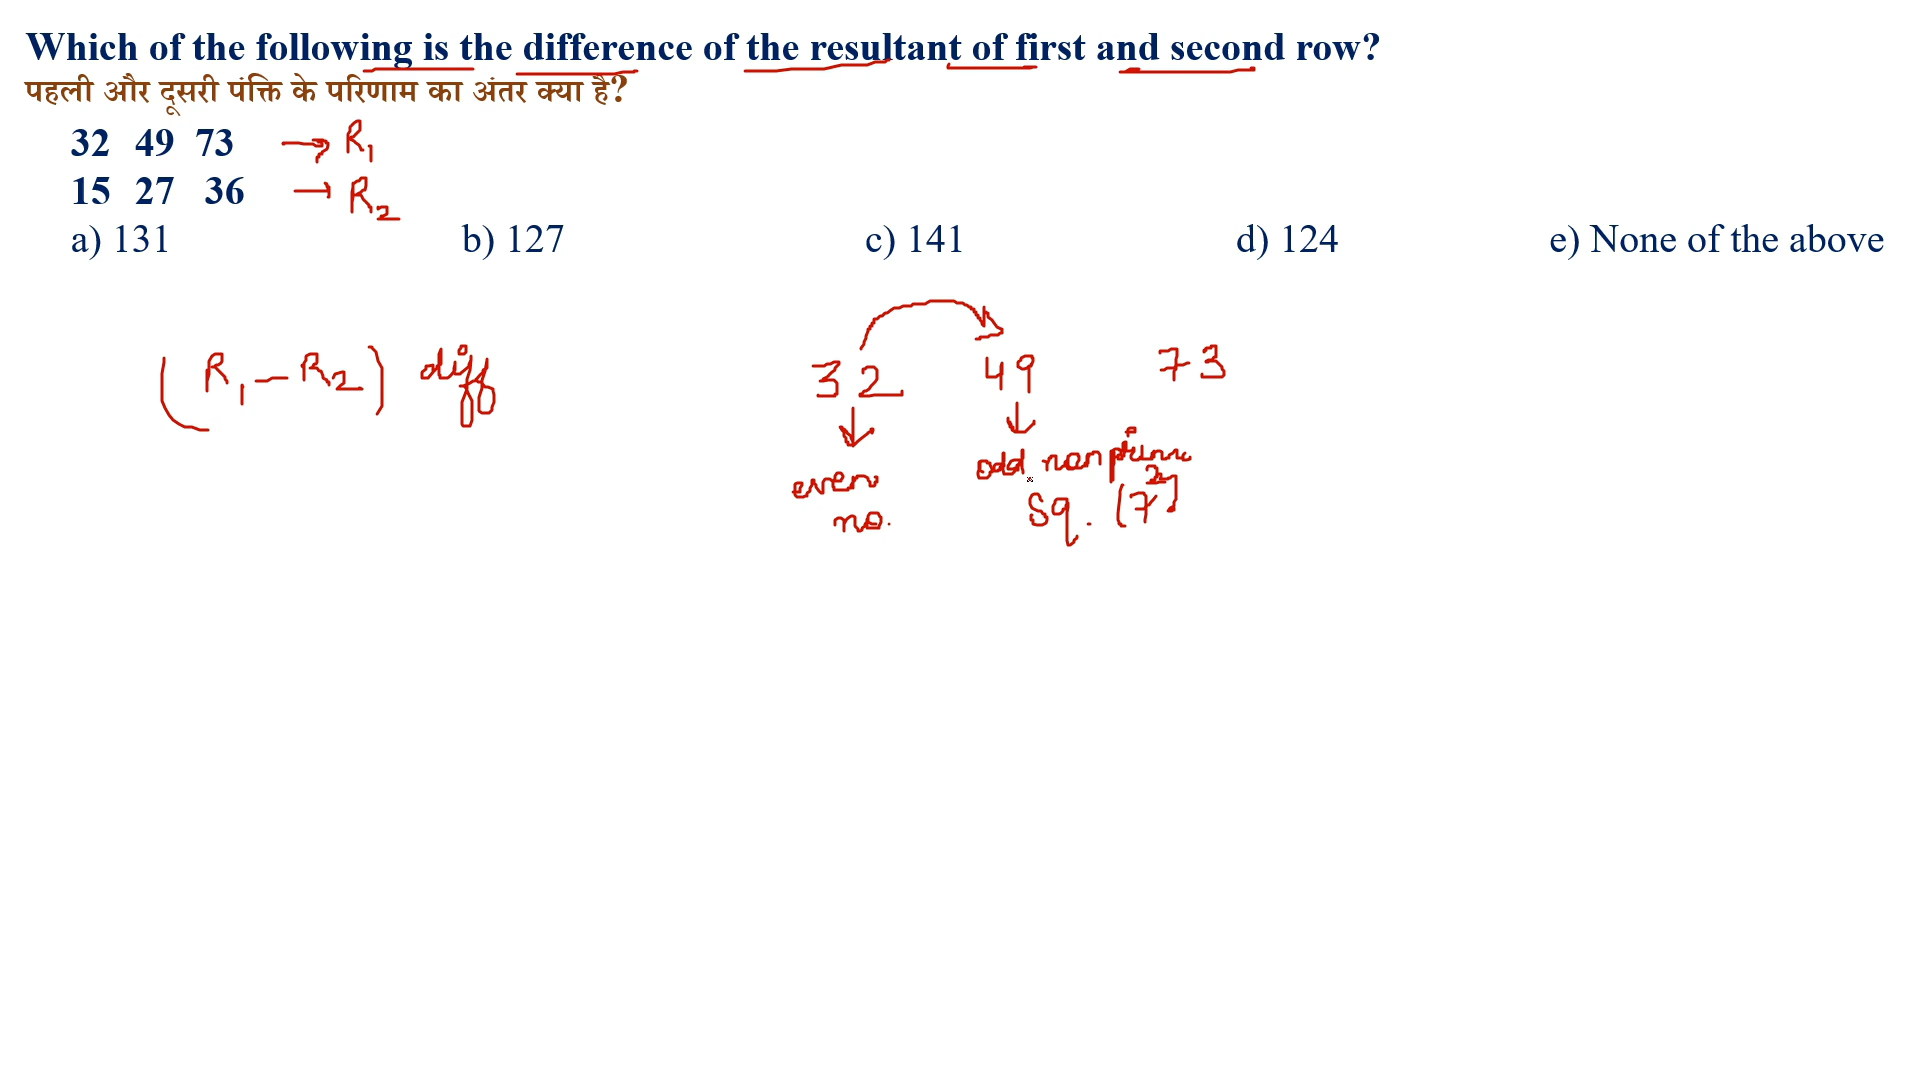 Which of the following is the difference of the resultant of first and second row?
पहली और दूसरी पंक्ति के परिणाम का अंतर क्या है?
32 49 73 → R₁
15 27 36 → R₂
a) 131 b) 127 c) 141 d) 124 e) None of the above
(R₁ - R₂) diff
32 49 73
even no.
odd non prime
sq. (7²)